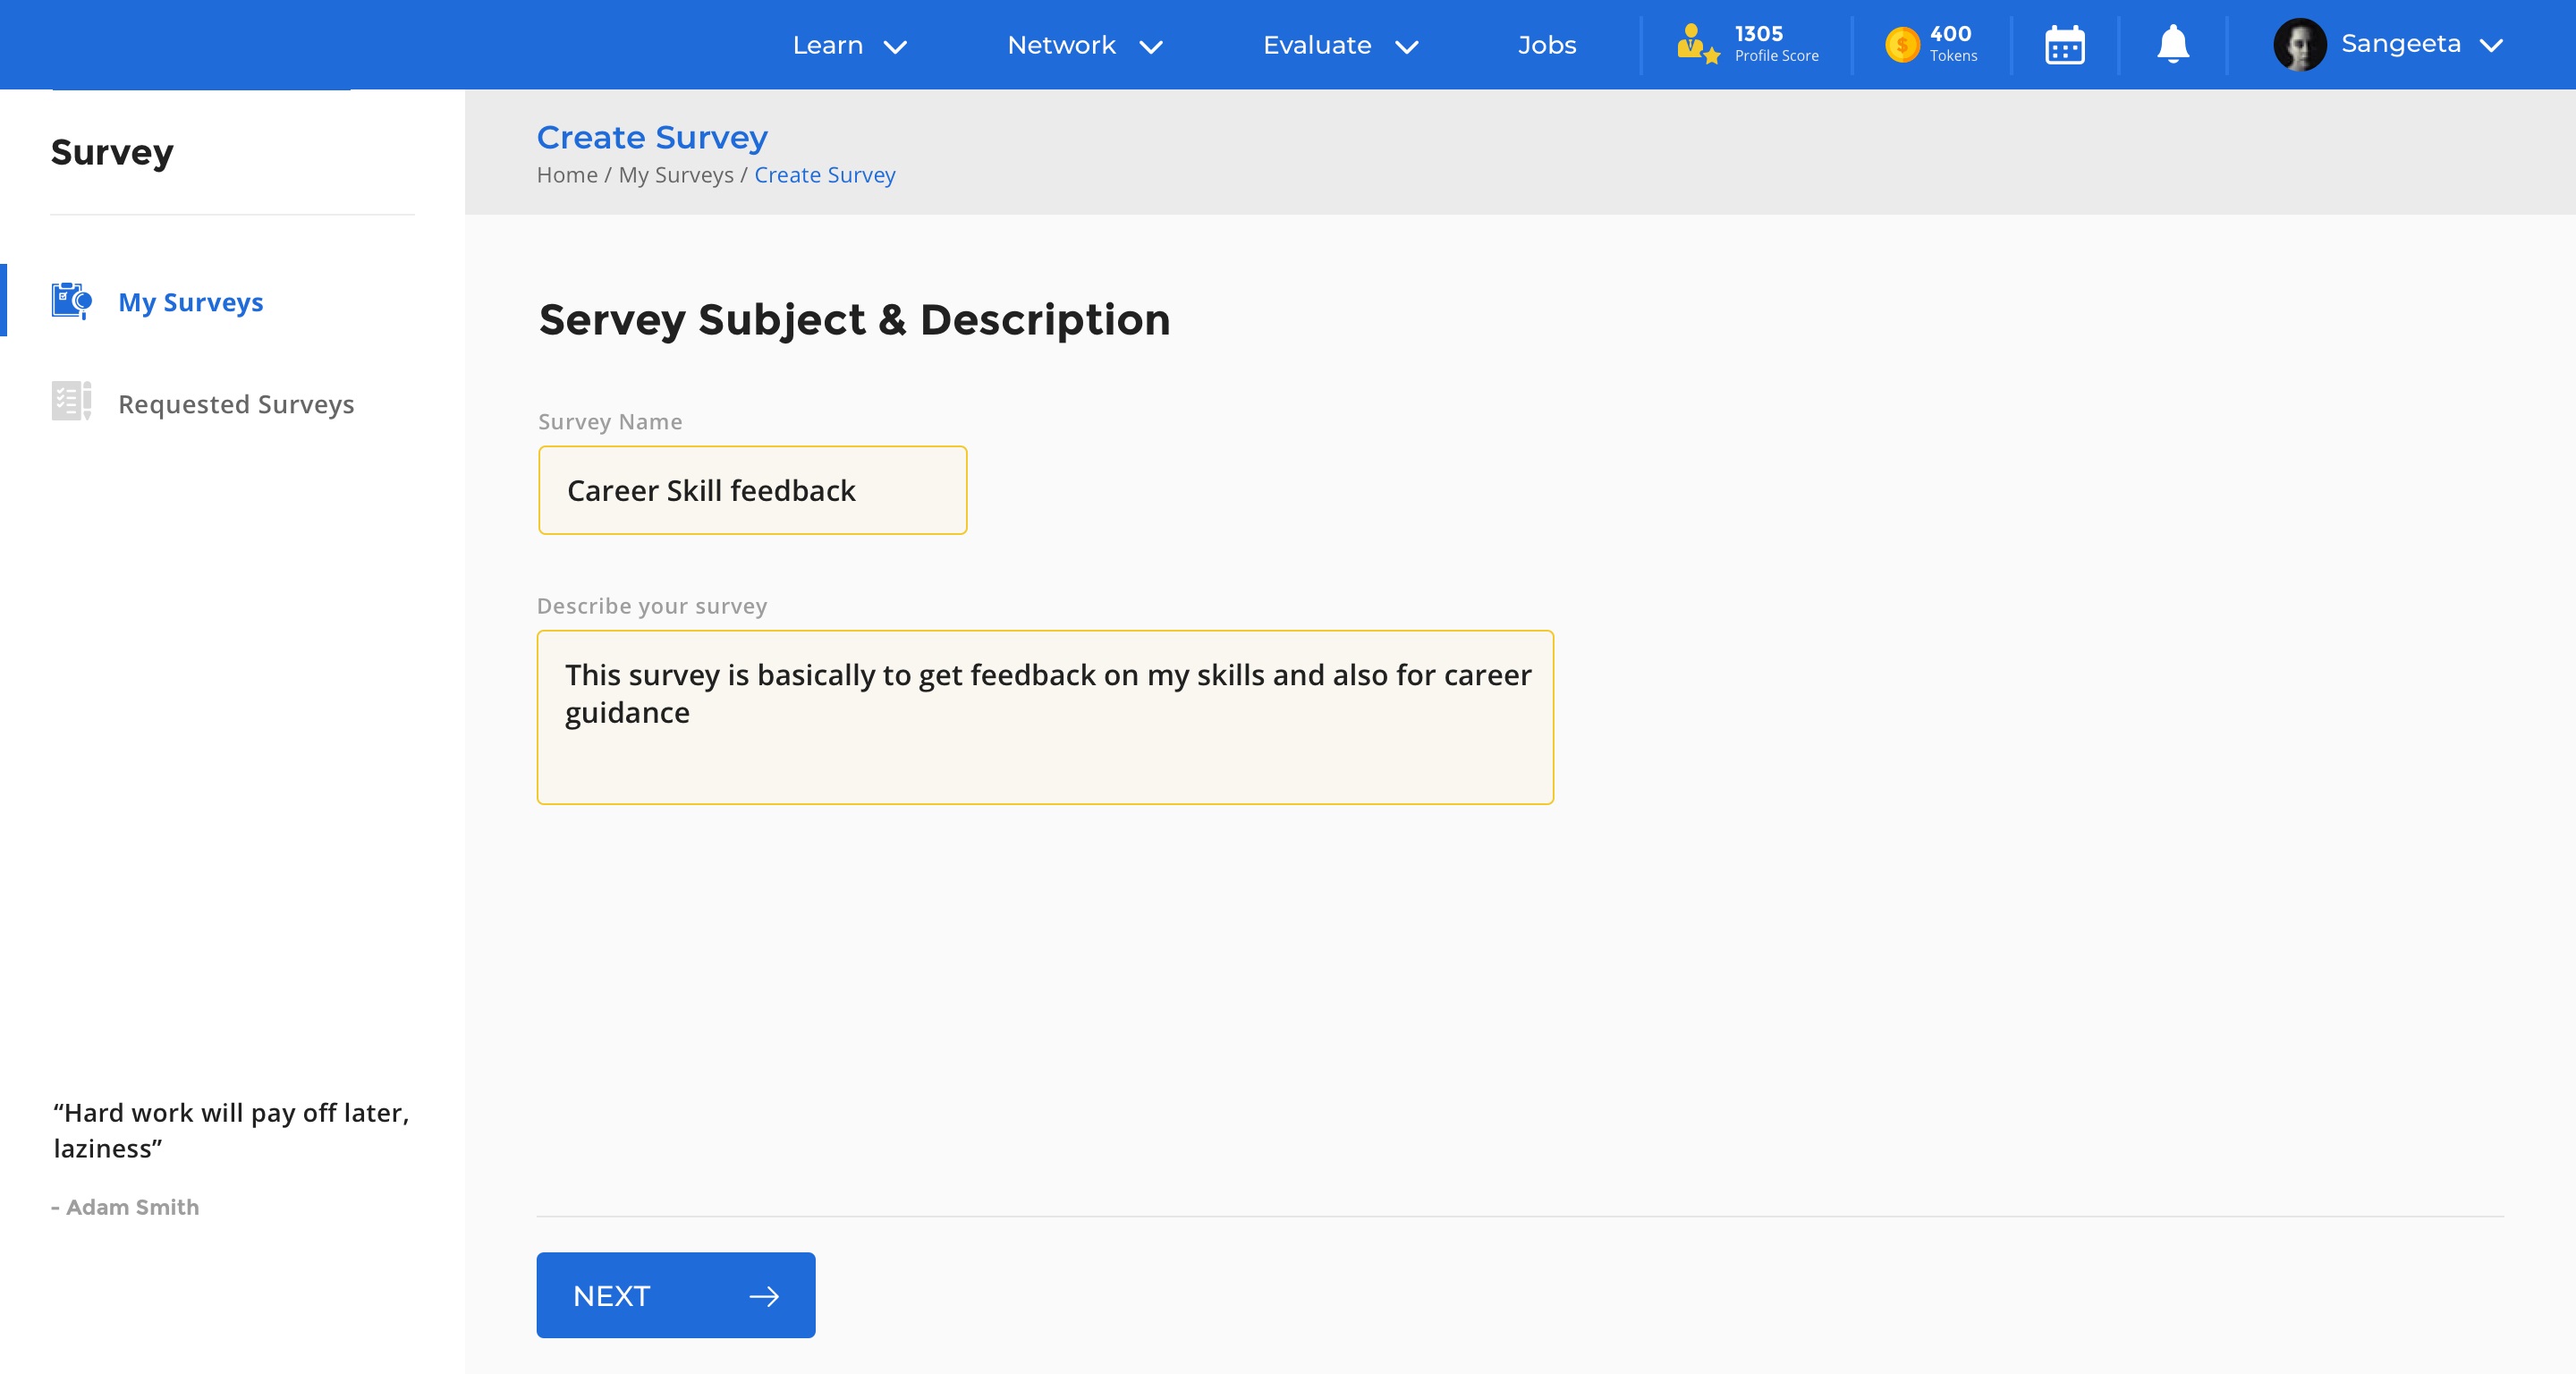 Learn
Network
Evaluate
Jobs
1305
Profile Score
400
Tokens
Sangeeta
Survey
My Surveys
Requested Surveys
“Hard work will pay off later,
laziness”
- Adam Smith
Create Survey
Home / My Surveys / Create Survey
Servey Subject & Description
Survey Name
Career Skill feedback
Describe your survey
This survey is basically to get feedback on my skills and also for career
guidance
NEXT